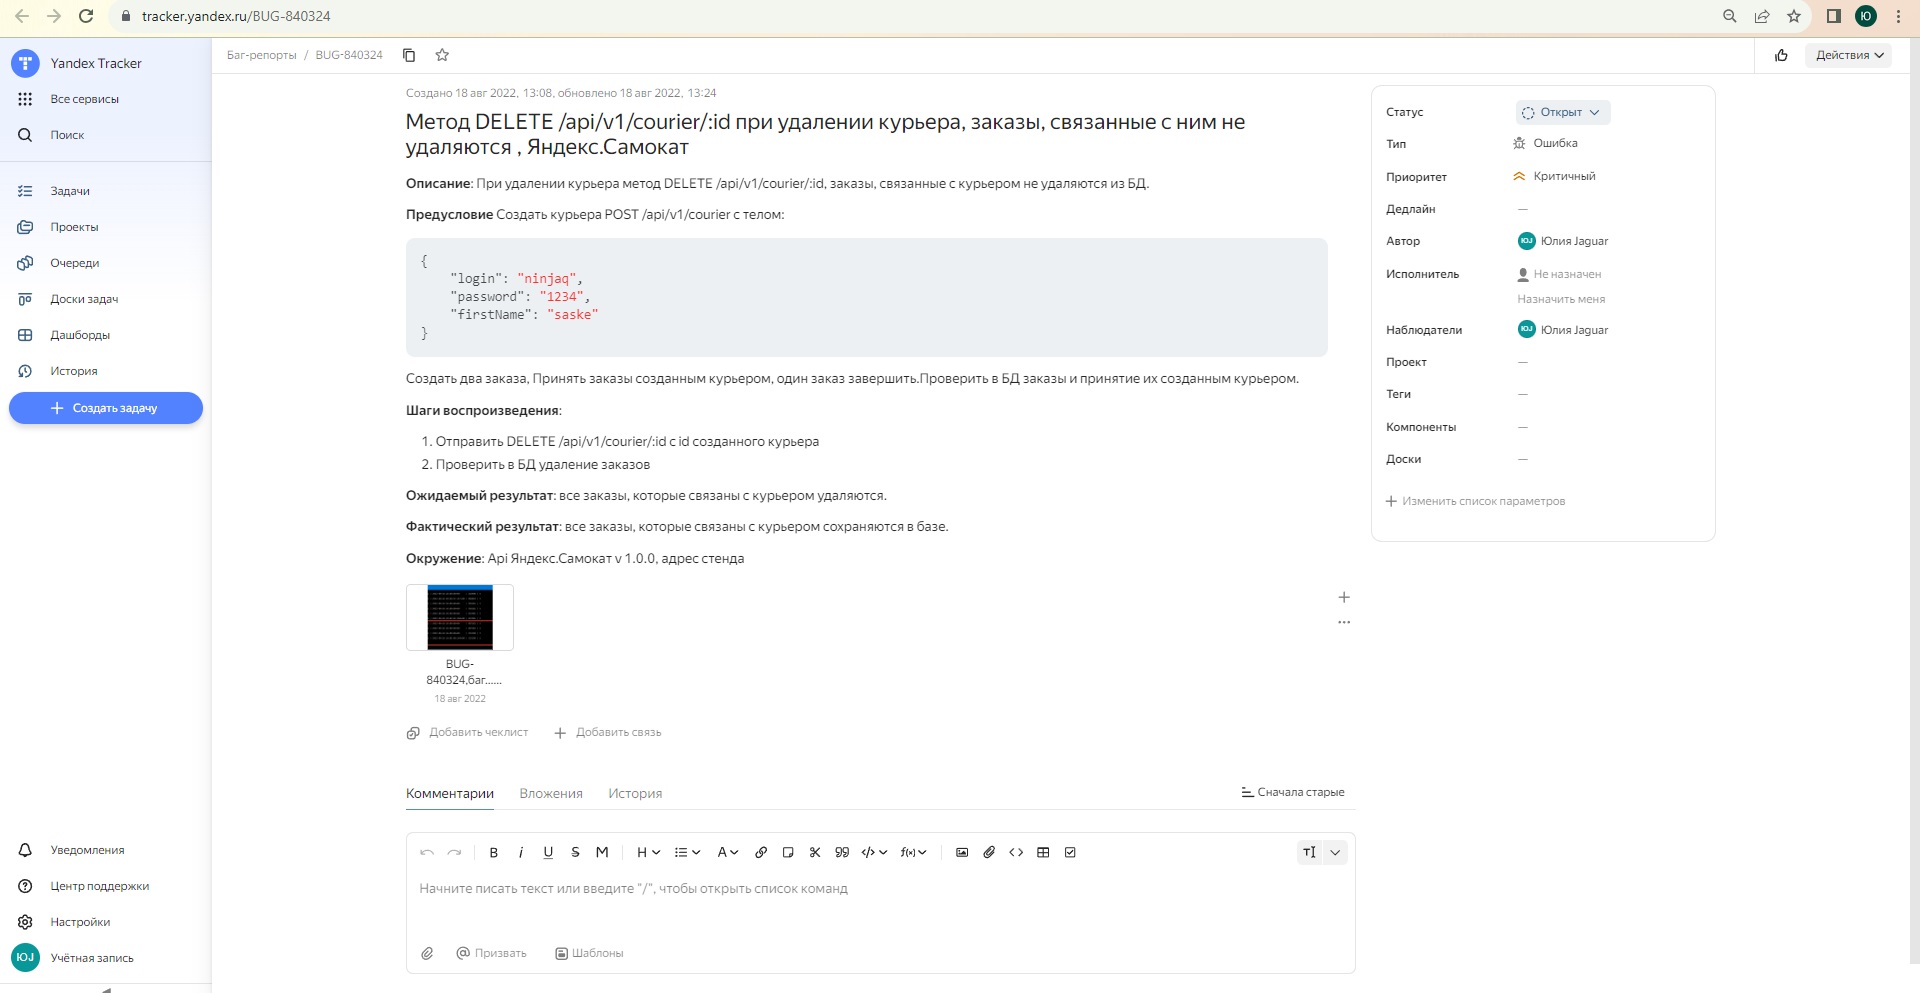 tracker.yandex.ru/BUG-840324
Ю
Yandex Tracker
Все сервисы
Поиск
Задачи
Проекты
Очереди
Доски задач
Дашборды
История
Создать задачу
Уведомления
Центр поддержки
Настройки
ЮJ Учётная запись
Баг-репорты / BUG-840324
Действия
Создано 18 авг 2022, 13:08, обновлено 18 авг 2022, 13:24
Метод DELETE /api/v1/courier/:id при удалении курьера, заказы, связанные с ним не
удаляются , Яндекс.Самокат
Описание: При удалении курьера метод DELETE /api/v1/courier/:id, заказы, связанные с курьером не удаляются из БД.
Предусловие Создать курьера POST /api/v1/courier с телом:
{
"login": "ninjaq",
"password": "1234",
"firstName": "saske"
}
Создать два заказа, Принять заказы созданным курьером, один заказ завершить.Проверить в БД заказы и принятие их созданным курьером.
Шаги воспроизведения:
1. Отправить DELETE /api/v1/courier/:id с id созданного курьера
2. Проверить в БД удаление заказов
Ожидаемый результат: все заказы, которые связаны с курьером удаляются.
Фактический результат: все заказы, которые связаны с курьером сохраняются в базе.
Окружение: Api Яндекс.Самокат v 1.0.0, адрес стенда
BUG-
840324,баг......
18 авг 2022
Добавить чеклист
Добавить связь
Комментарии Вложения История
Сначала старые
B i U S M H A
Начните писать текст или введите "/", чтобы открыть список команд
Призвать Шаблоны
Статус Открыт
Тип Ошибка
Приоритет Критичный
Дедлайн —
Автор ЮJ Юлия Jaguar
Исполнитель Не назначен
Назначить меня
Наблюдатели ЮJ Юлия Jaguar
Проект —
Теги —
Компоненты —
Доски —
Изменить список параметров